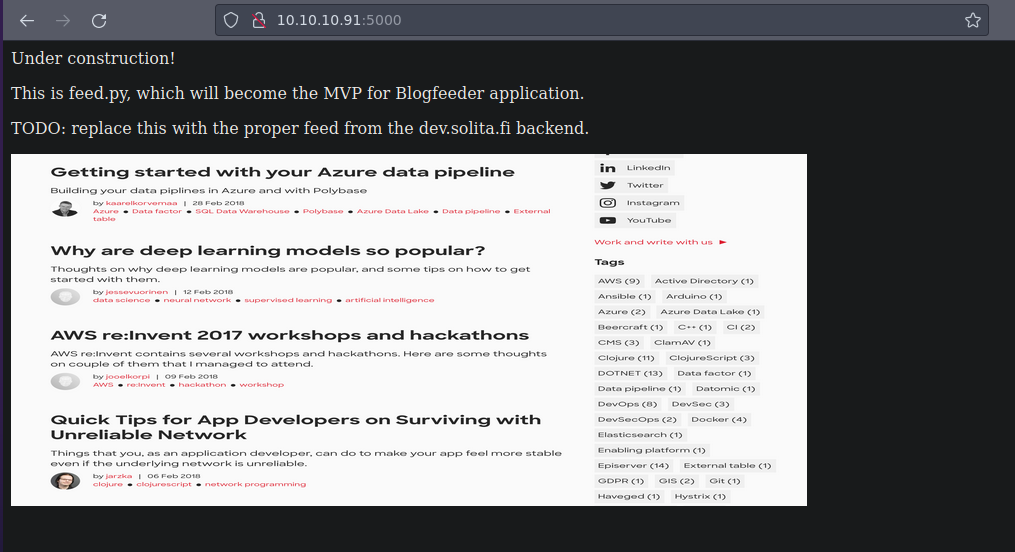 10.10.10.91:5000
Under construction!
This is feed.py, which will become the MVP for Blogfeeder application.
TODO: replace this with the proper feed from the dev.solita.fi backend.
Getting started with your Azure data pipeline
Building your data piplines in Azure and with Polybase
by kaarelkorvemaa | 28 Feb 2018
Azure • Data factor • SQL Data Warehouse • Polybase • Azure Data Lake • Data pipeline • External
table
Why are deep learning models so popular?
Thoughts on why deep learning models are popular, and some tips on how to get
started with them.
by jessevuorinen | 12 Feb 2018
data science • neural network • supervised learning • artificial intelligence
AWS re:Invent 2017 workshops and hackathons
AWS re:Invent contains several workshops and hackathons. Here are some thoughts
on couple of them that I managed to attend.
by jooelkorpi | 09 Feb 2018
AWS • re:Invent • hackathon • workshop
Quick Tips for App Developers on Surviving with
Unreliable Network
Things that you, as an application developer, can do to make your app feel more stable
even if the underlying network is unreliable.
by jarzka | 06 Feb 2018
clojure • clojurescript • network programming
in LinkedIn
Twitter
Instagram
YouTube
Work and write with us ►
Tags
AWS (9) Active Directory (1)
Ansible (1) Arduino (1)
Azure (2) Azure Data Lake (1)
Beercraft (1) C++ (1) CI (2)
CMS (3) ClamAV (1)
Clojure (11) ClojureScript (3)
DOTNET (13) Data factor (1)
Data pipeline (1) Datomic (1)
DevOps (8) DevSec (3)
DevSecOps (2) Docker (4)
Elasticsearch (1)
Enabling platform (1)
Episerver (14) External table (1)
GDPR (1) GIS (2) Git (1)
Haveged (1) Hystrix (1)